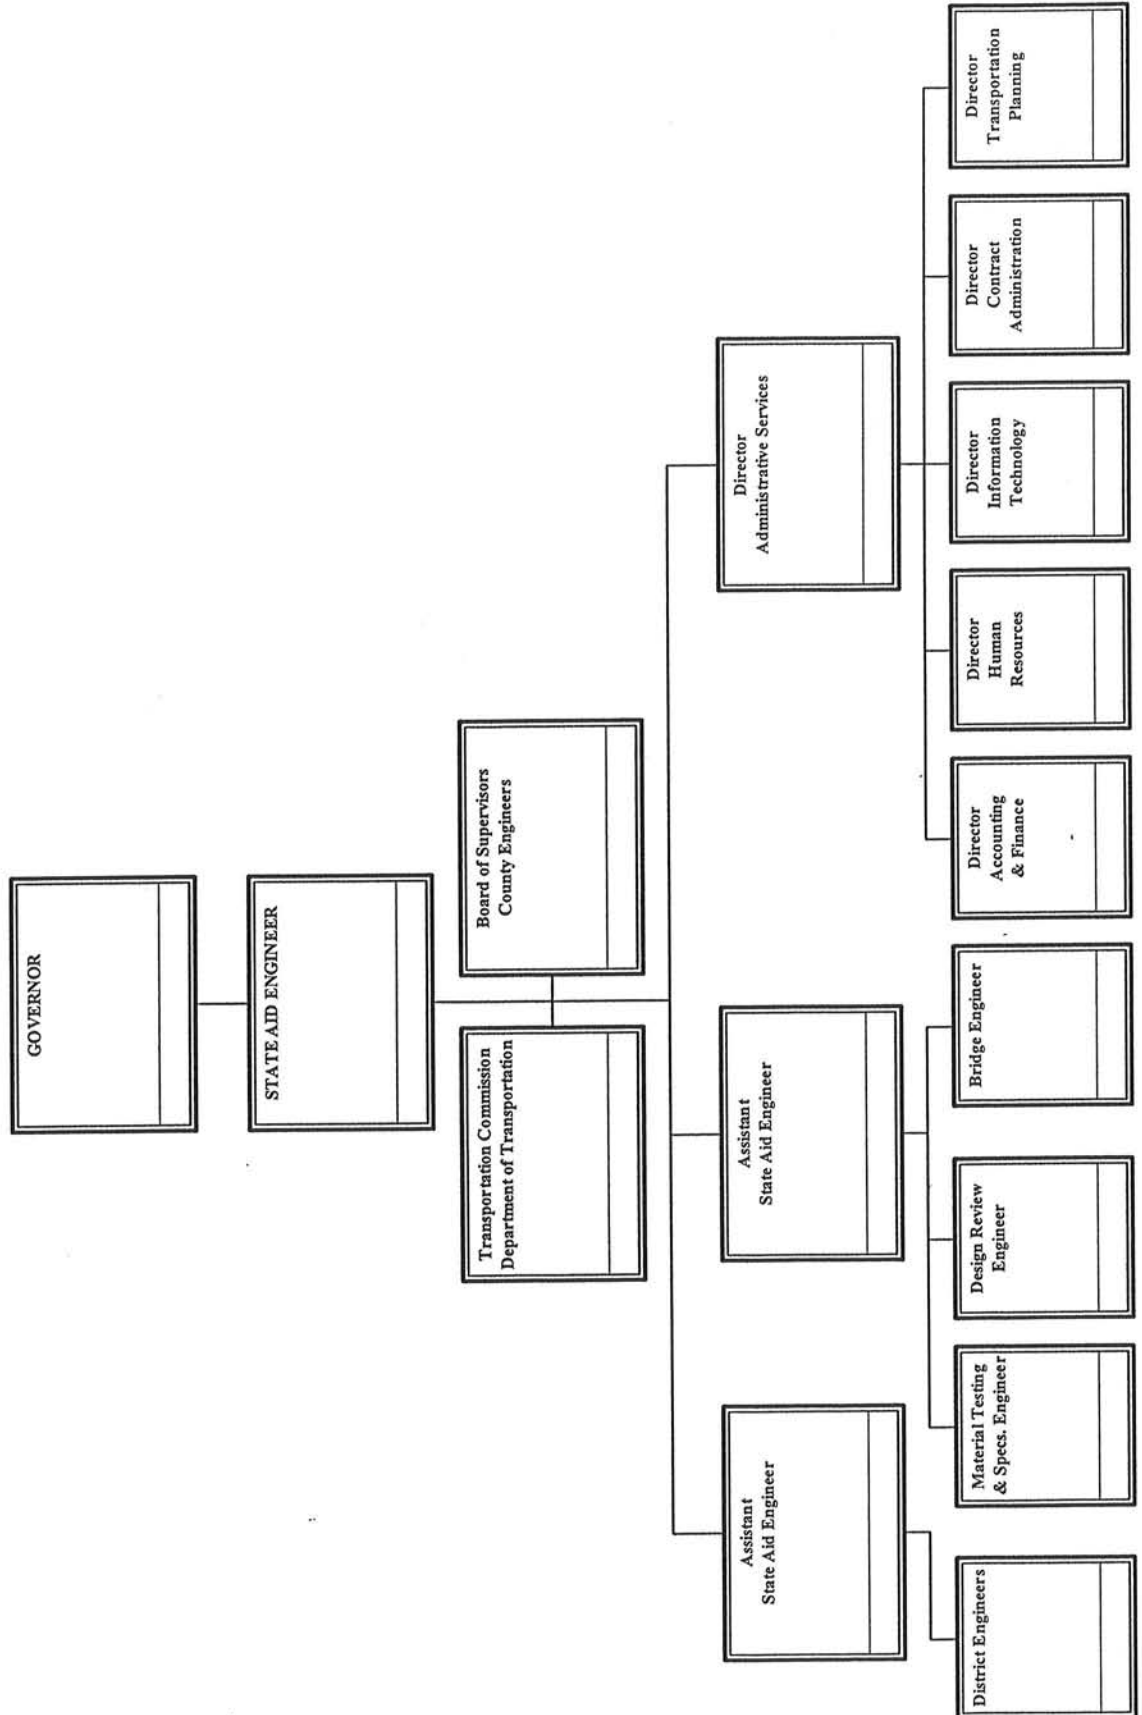 GOVERNOR
STATE AID ENGINEER
Transportation Commission
Department of Transportation
Board of Supervisors
County Engineers
Assistant
State Aid Engineer
Assistant
State Aid Engineer
Director
Administrative Services
District Engineers
Material Testing
& Specs. Engineer
Design Review
Engineer
Bridge Engineer
Director
Accounting
& Finance
Director
Human
Resources
Director
Information
Technology
Director
Contract
Administration
Director
Transportation
Planning